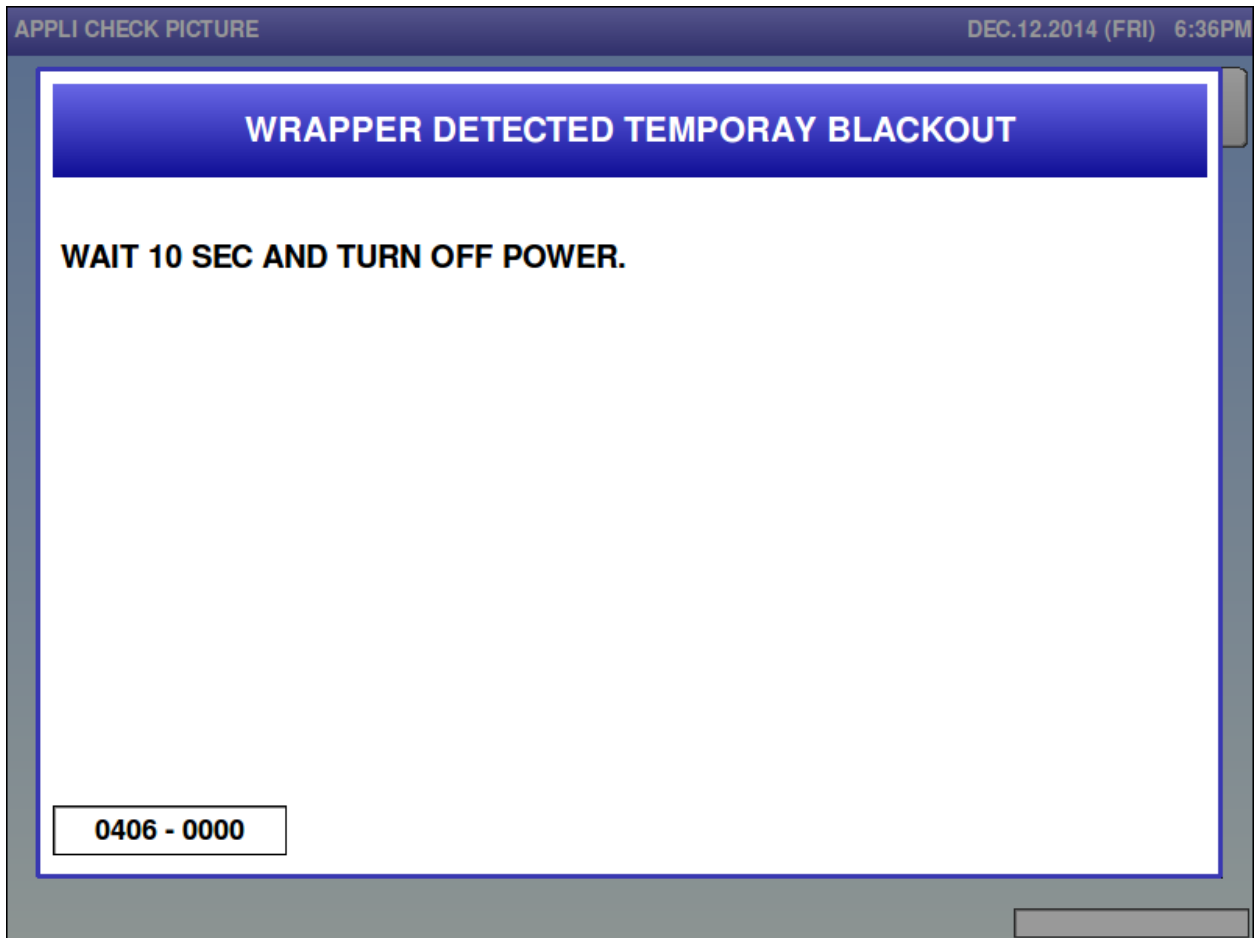 APPLI CHECK PICTURE DEC.12.2014 (FRI) 6:36PM
WRAPPER DETECTED TEMPORAY BLACKOUT
WAIT 10 SEC AND TURN OFF POWER.
0406 - 0000